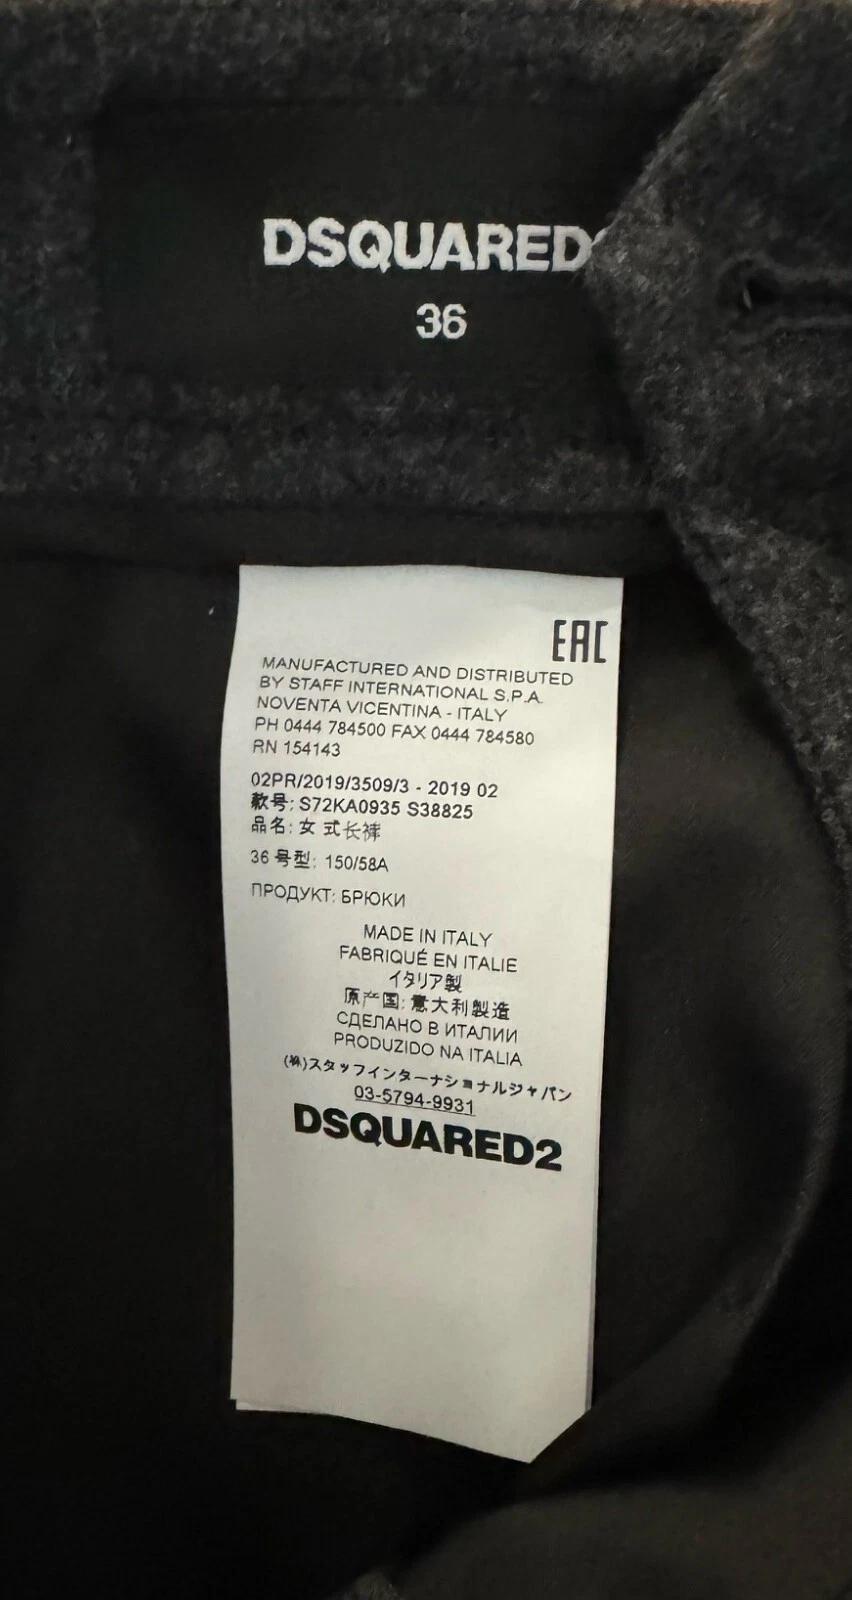 DSQUARED
36
EAC
MANUFACTURED AND DISTRIBUTED
BY STAFF INTERNATIONAL S.P.A.
NOVENTA VICENTINA - ITALY
PH 0444 784500 FAX 0444 784580
RN 154143
02PR/2019/3509/3 - 2019 02
款号: S72KA0935 S38825
品名: 女 式长裤
36 号型: 150/58A
ПРОДУКТ: БРЮКИ
MADE IN ITALY
FABRIQUÉ EN ITALIE
イタリア製
原产国: 意大利製造
СДЕЛАНО В ИТАЛИИ
PRODUZIDO NA ITALIA
(株)スタッフインターナショナルジャパン
03-5794-9931
DSQUARED2